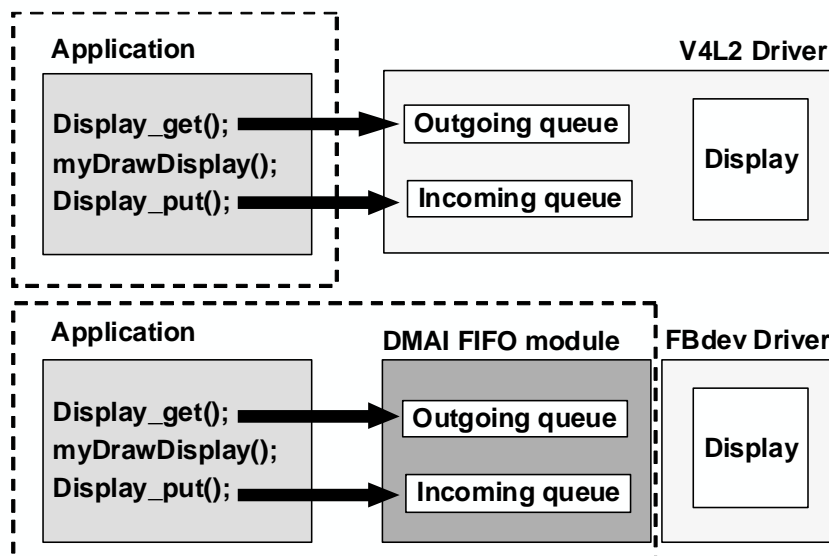 Application
V4L2 Driver
Display_get();
Outgoing queue
myDrawDisplay();
Display
Display_put();
Incoming queue
Application
DMAI FIFO module
FBdev Driver
Display_get();
Outgoing queue
myDrawDisplay();
Display
Display_put();
Incoming queue